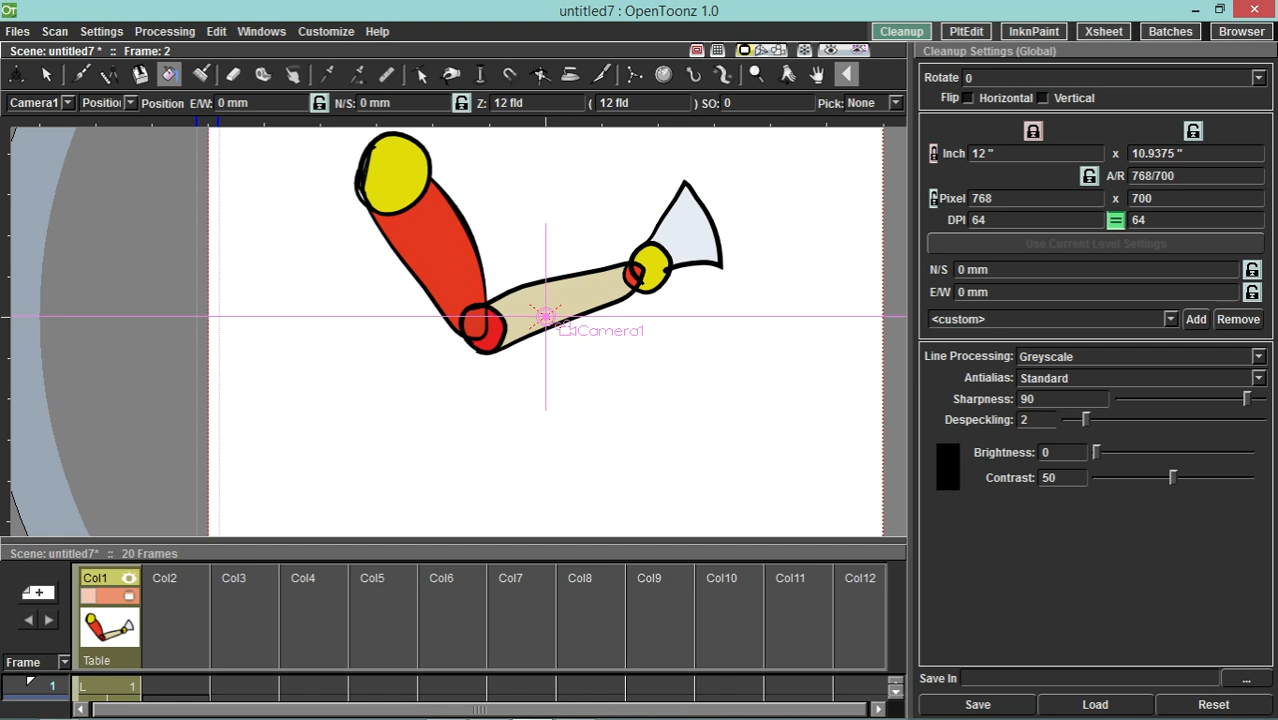 OT
untitled7 : OpenToonz 1.0
Files Scan Settings Processing Edit Windows Customize Help
Cleanup PltEdit InknPaint Xsheet Batches Browser
Scene: untitled7 * :: Frame: 2
Cleanup Settings (Global)
Rotate 0
Flip Horizontal Vertical
Camera1 Position Position E/W: 0 mm N/S: 0 mm Z: 12 fld ( 12 fld ) SO: 0 Pick: None
Inch 12 " x 10.9375 "
A/R 768/700
Pixel 768 x 700
DPI 64 = 64
Use Current Level Settings
N/S 0 mm
E/W 0 mm
<custom> Add Remove
Camera1
Line Processing: Greyscale
Antialias: Standard
Sharpness: 90
Despeckling: 2
Brightness: 0
Contrast: 50
Scene: untitled7* :: 20 Frames
Col1 Col2 Col3 Col4 Col5 Col6 Col7 Col8 Col9 Col10 Col11 Col12
Table
Frame
1 L 1
Save In ...
Save Load Reset